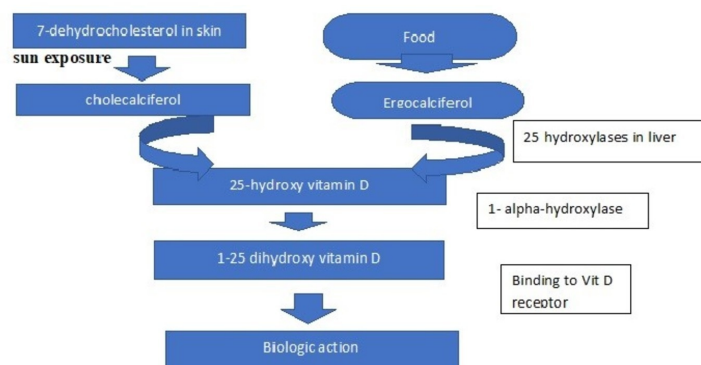 7-dehydrocholesterol in skin
Food
sun exposure
cholecalciferol
Ergocalciferol
25 hydroxylases in liver
25-hydroxy vitamin D
1- alpha-hydroxylase
1-25 dihydroxy vitamin D
Binding to Vit D
receptor
Biologic action